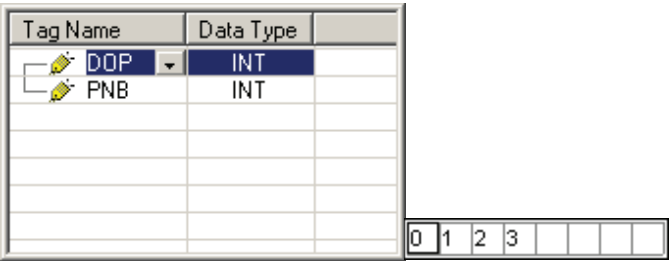 Tag Name Data Type
DOP INT
PNB INT
0 1 2 3